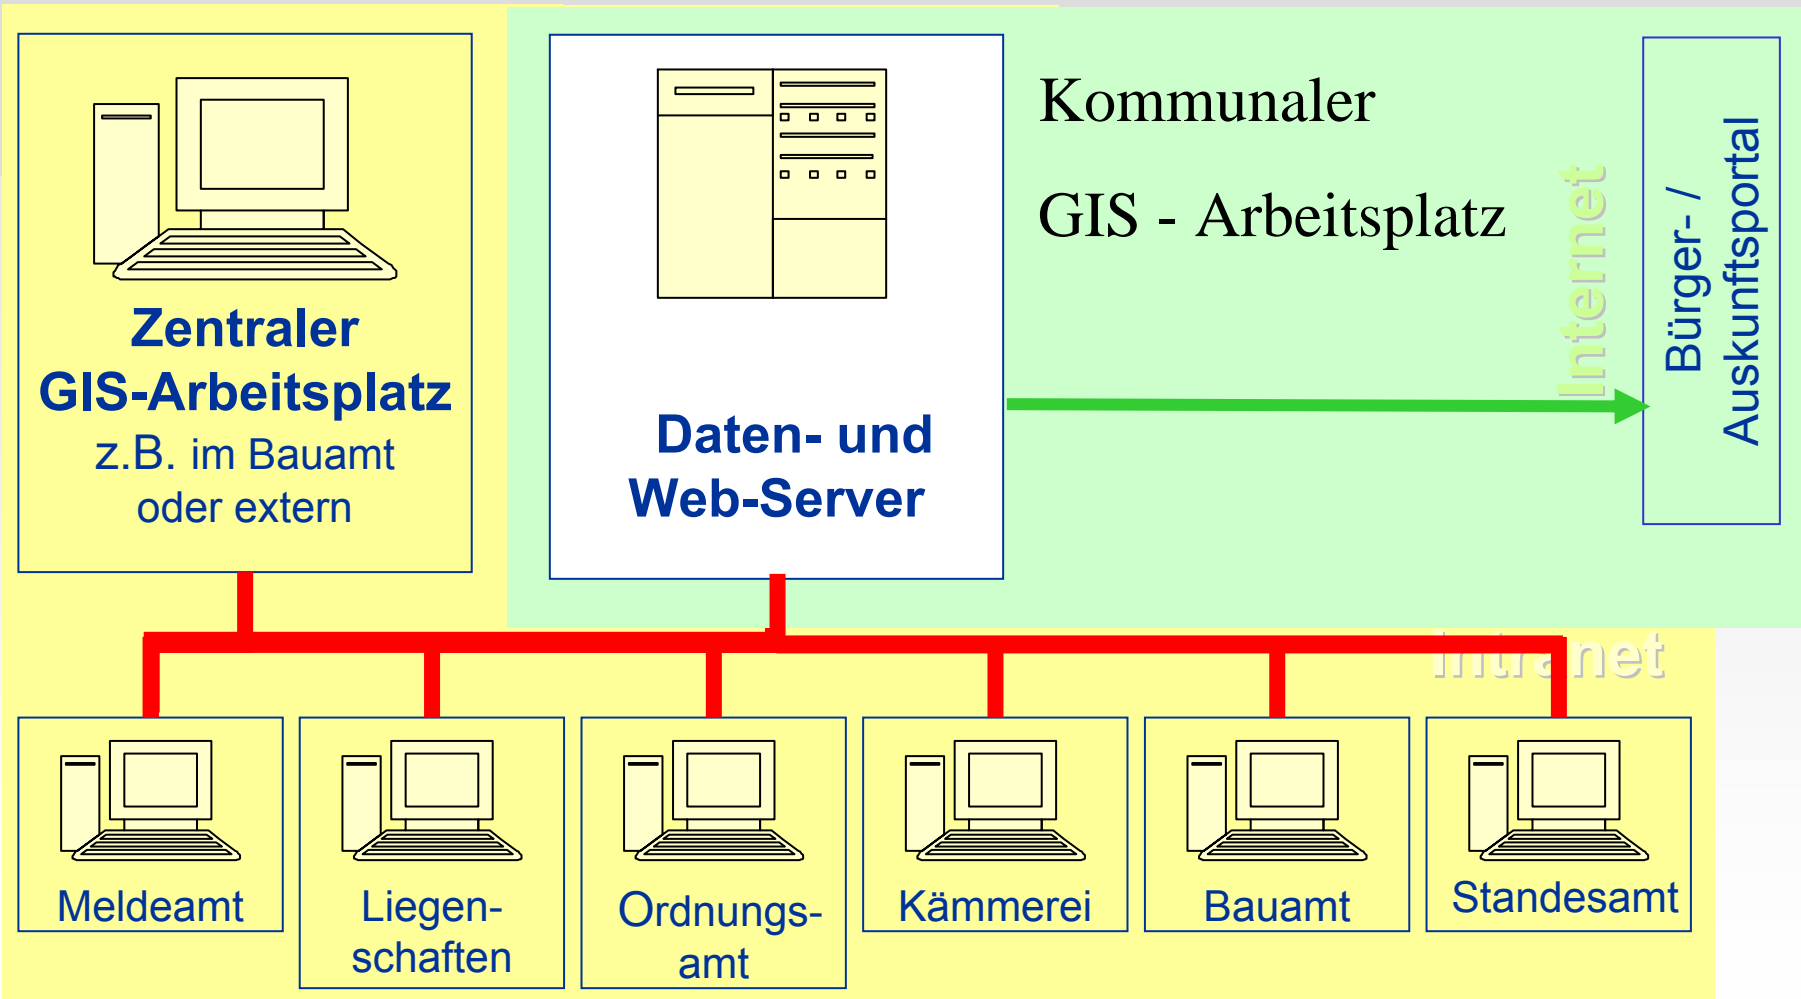 Kommunaler
GIS - Arbeitsplatz
Zentraler
GIS-Arbeitsplatz
z.B. im Bauamt
oder extern
Daten- und
Web-Server
Internet
Bürger- /
Auskunftsportal
Intranet
Meldeamt
Liegen-
schaften
Ordnungs-
amt
Kämmerei
Bauamt
Standesamt